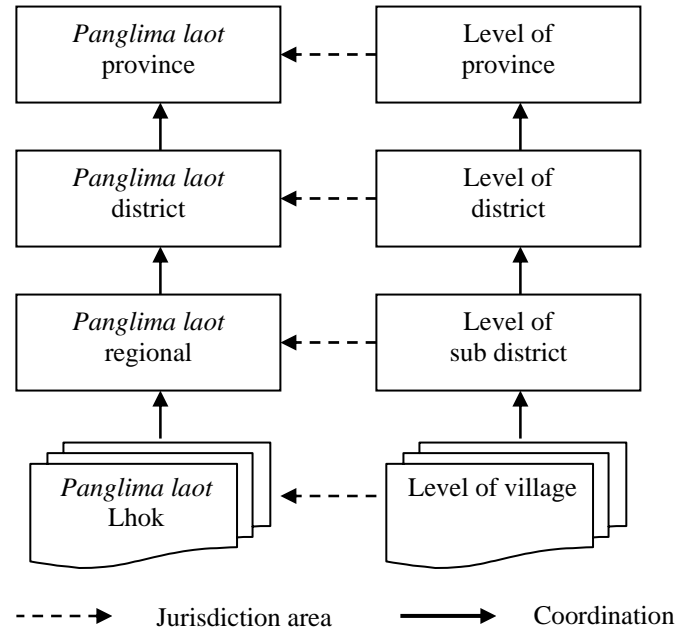 Panglima laot
province
Level of
province
Panglima laot
district
Level of
district
Panglima laot
regional
Level of
sub district
Panglima laot
Lhok
Level of village
Jurisdiction area
Coordination